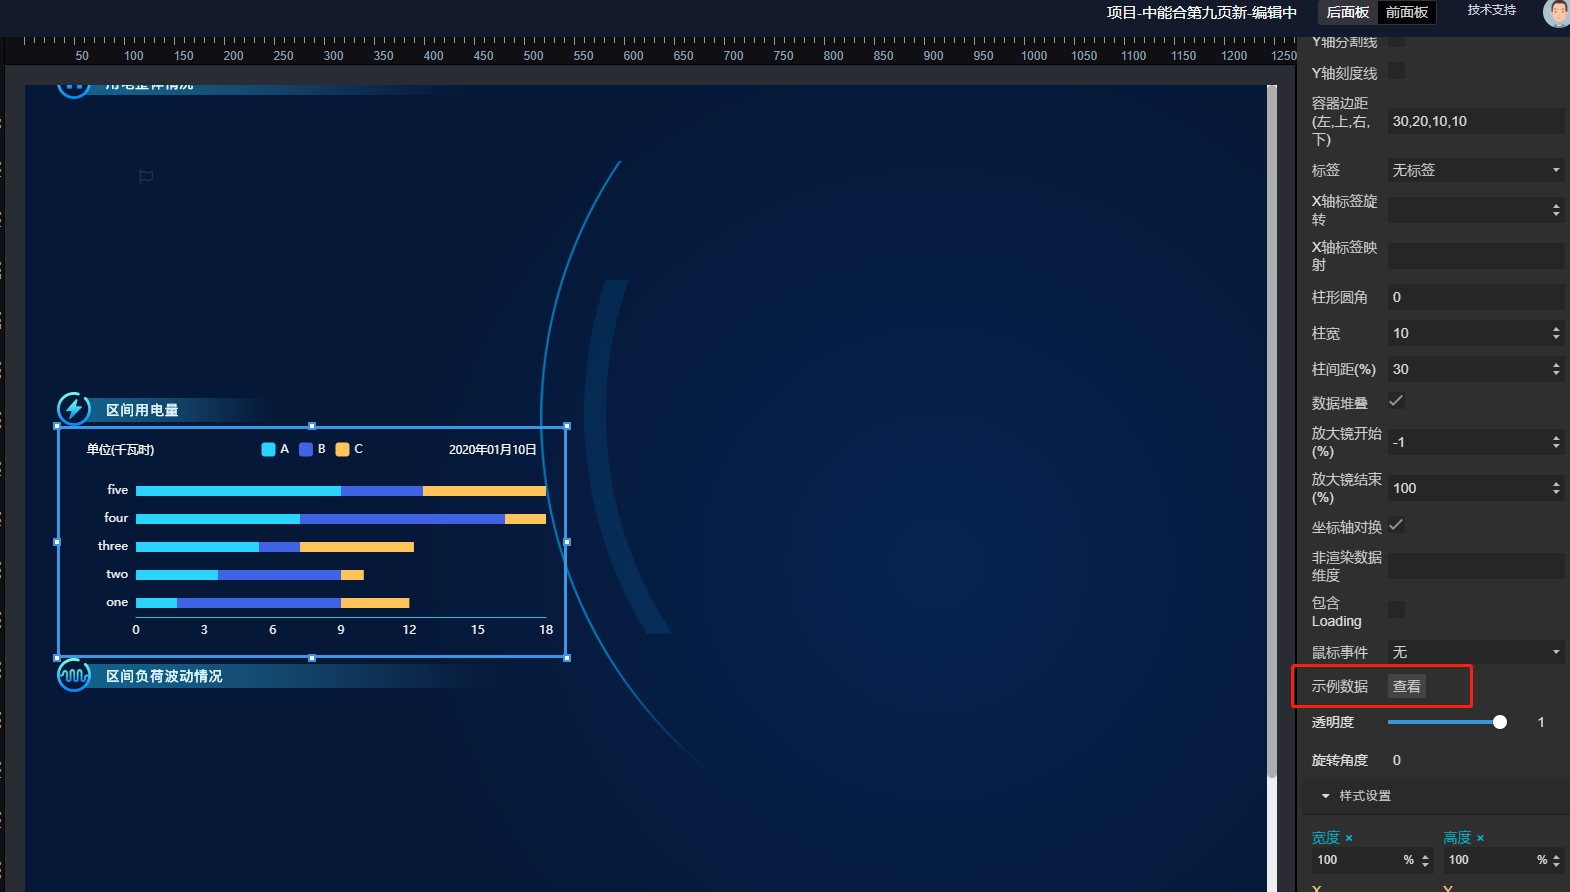 项目-中能合第九页新-编辑中
后面板
前面板
技术支持
50 100 150 200 250 300 350 400 450 500 550 600 650 700 750 800 850 900 950 1000 1050 1100 1150 1200 1250
用电整体情况
区间用电量
单位(千瓦时)
A
B
C
2020年01月10日
five
four
three
two
one
0 3 6 9 12 15 18
区间负荷波动情况
Y轴分割线
Y轴刻度线
容器边距
(左,上,右,
下)
30,20,10,10
标签
无标签
X轴标签旋
转
X轴标签映
射
柱形圆角
0
柱宽
10
柱间距(%)
30
数据堆叠
放大镜开始
(%)
-1
放大镜结束
(%)
100
坐标轴对换
非渲染数据
维度
包含
Loading
鼠标事件
无
示例数据
查看
透明度
1
旋转角度
0
样式设置
宽度 ×
高度 ×
100 %
100 %